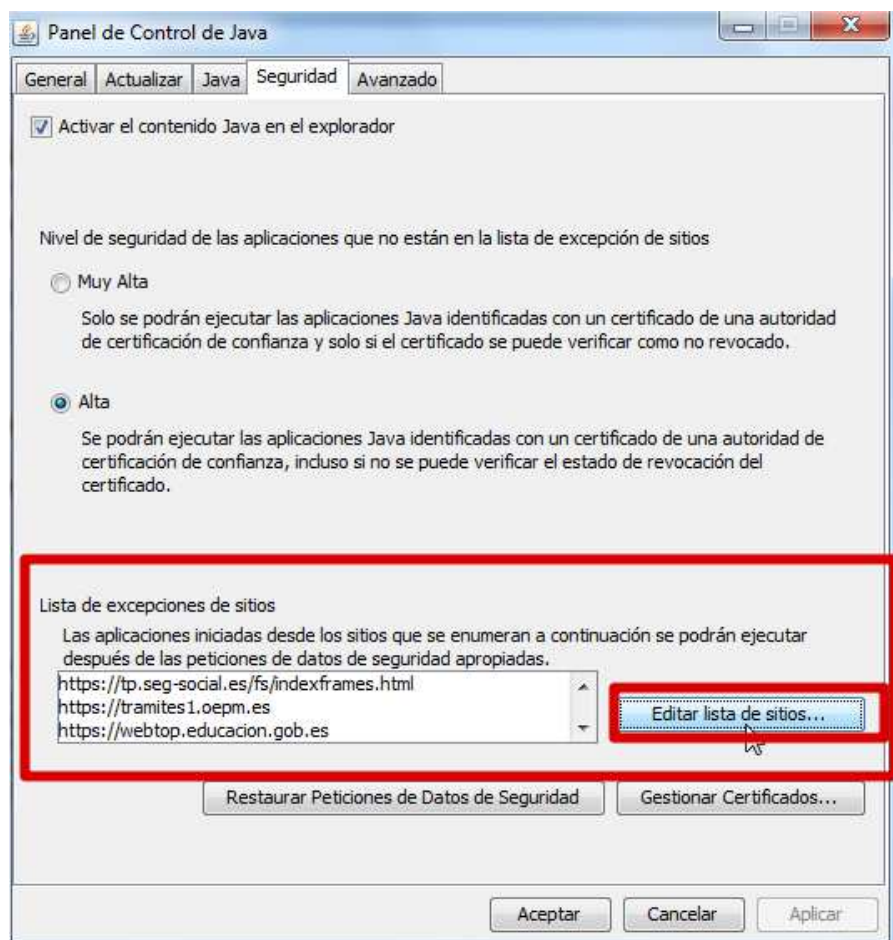 Panel de Control de Java
General Actualizar Java Seguridad Avanzado
Activar el contenido Java en el explorador
Nivel de seguridad de las aplicaciones que no están en la lista de excepción de sitios
Muy Alta
Solo se podrán ejecutar las aplicaciones Java identificadas con un certificado de una autoridad
de certificación de confianza y solo si el certificado se puede verificar como no revocado.
Alta
Se podrán ejecutar las aplicaciones Java identificadas con un certificado de una autoridad de
certificación de confianza, incluso si no se puede verificar el estado de revocación del
certificado.
Lista de excepciones de sitios
Las aplicaciones iniciadas desde los sitios que se enumeran a continuación se podrán ejecutar
después de las peticiones de datos de seguridad apropiadas.
https://tp.seg-social.es/fs/indexframes.html
https://tramites1.oepm.es
https://webtop.educacion.gob.es
Editar lista de sitios...
Restaurar Peticiones de Datos de Seguridad Gestionar Certificados...
Aceptar Cancelar Aplicar